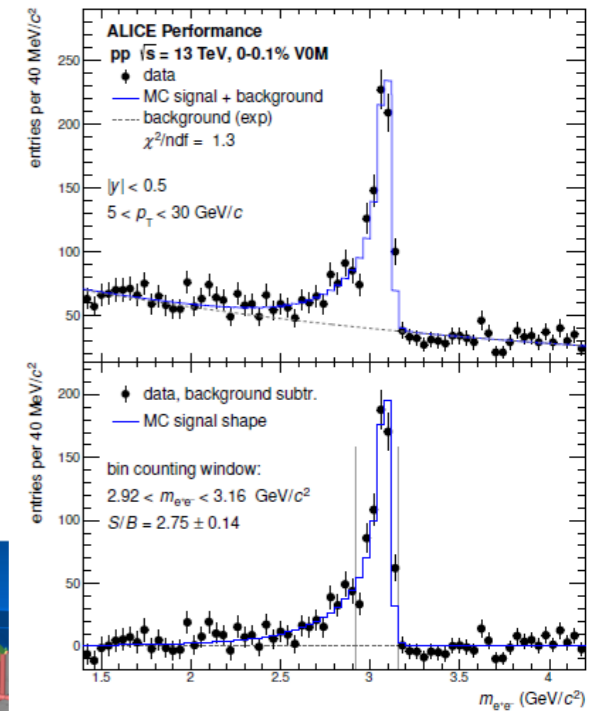 entries per 40 MeV/c²
250
200
150
100
50
ALICE Performance
pp √s = 13 TeV, 0-0.1% V0M
data
MC signal + background
background (exp)
χ²/ndf = 1.3
|y| < 0.5
5 < p_T < 30 GeV/c
entries per 40 MeV/c²
200
150
100
50
0
data, background subtr.
MC signal shape
bin counting window:
2.92 < m_e⁺e⁻ < 3.16 GeV/c²
S/B = 2.75 ± 0.14
1.5 2 2.5 3 3.5 4
m_e⁺e⁻ (GeV/c²)